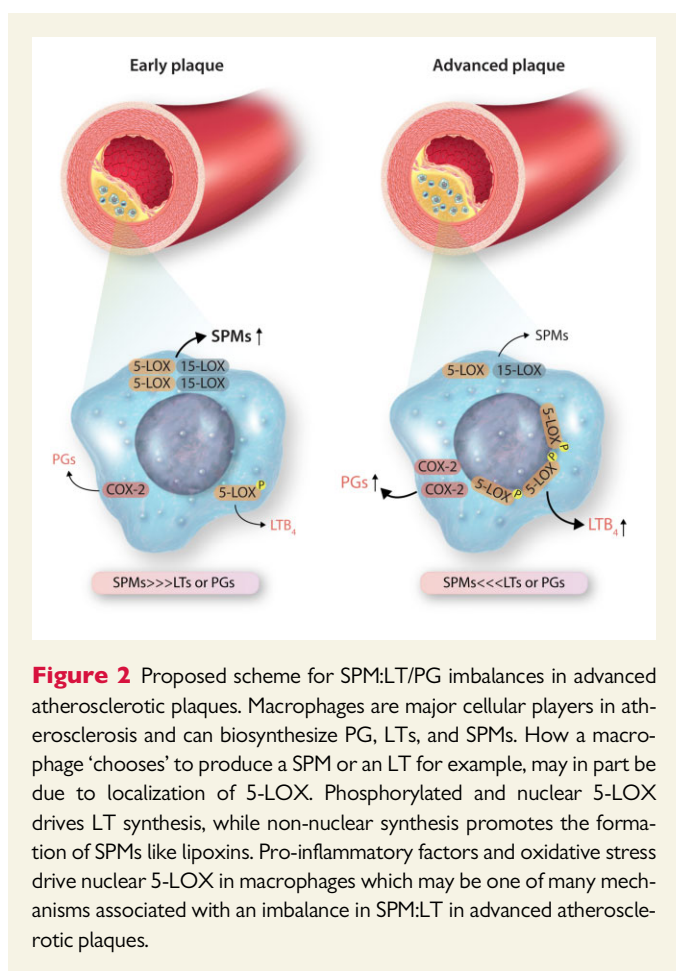 Early plaque
Advanced plaque
SPMs ↑
5-LOX 15-LOX
5-LOX 15-LOX
PGs
COX-2
5-LOX P
LTB₄
SPMs>>>LTs or PGs
SPMs
5-LOX 15-LOX
5-LOX P
COX-2
COX-2
PGs ↑
5-LOX P
5-LOX P
LTB₄ ↑
SPMs<<<LTs or PGs
Figure 2 Proposed scheme for SPM:LT/PG imbalances in advanced
atherosclerotic plaques. Macrophages are major cellular players in ath-
erosclerosis and can biosynthesize PG, LTs, and SPMs. How a macro-
phage ‘chooses’ to produce a SPM or an LT for example, may in part be
due to localization of 5-LOX. Phosphorylated and nuclear 5-LOX
drives LT synthesis, while non-nuclear synthesis promotes the forma-
tion of SPMs like lipoxins. Pro-inflammatory factors and oxidative stress
drive nuclear 5-LOX in macrophages which may be one of many mech-
anisms associated with an imbalance in SPM:LT in advanced atheroscle-
rotic plaques.